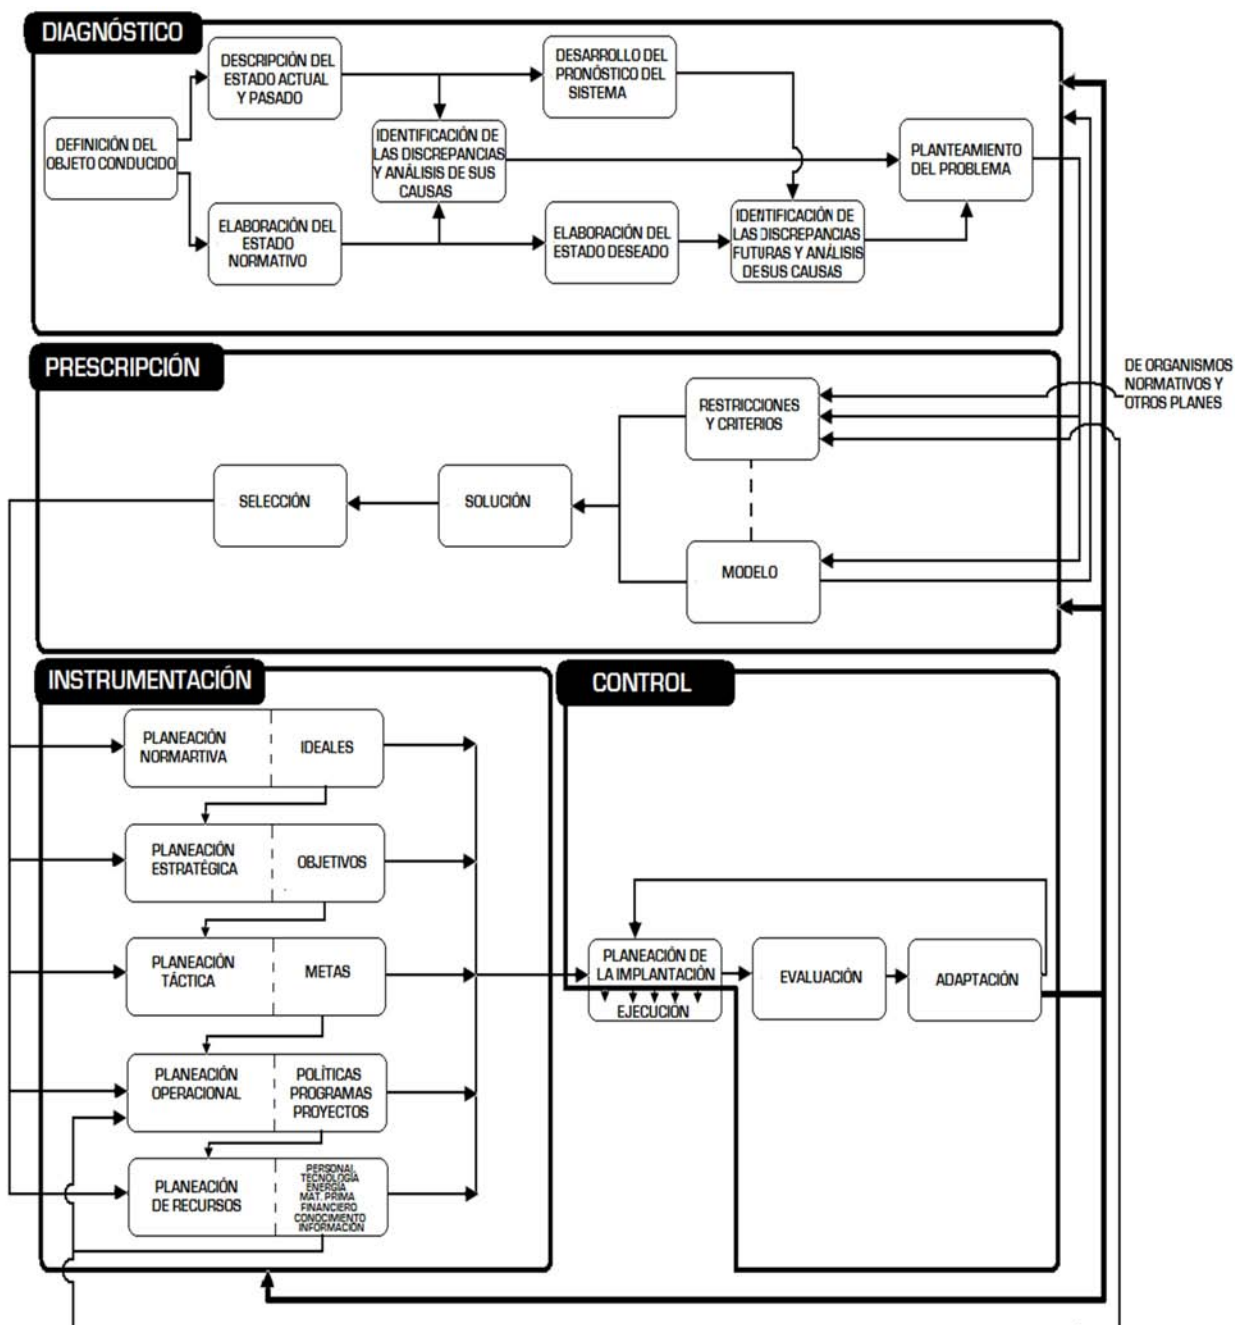 DIAGNÓSTICO
DEFINICIÓN DEL
OBJETO CONDUCIDO
DESCRIPCIÓN DEL
ESTADO ACTUAL
Y PASADO
ELABORACIÓN DEL
ESTADO
NORMATIVO
IDENTIFICACIÓN DE
LAS DISCREPANCIAS
Y ANÁLISIS DE SUS
CAUSAS
DESARROLLO DEL
PRONÓSTICO DEL
SISTEMA
ELABORACIÓN DEL
ESTADO DESEADO
IDENTIFICACIÓN DE
LAS DISCREPANCIAS
FUTURAS Y ANÁLISIS
DE SUS CAUSAS
PLANTEAMIENTO
DEL PROBLEMA
DE ORGANISMOS
NORMATIVOS Y
OTROS PLANES
PRESCRIPCIÓN
RESTRICCIONES
Y CRITERIOS
SELECCIÓN
SOLUCIÓN
MODELO
INSTRUMENTACIÓN
PLANEACIÓN
NORMARTIVA
IDEALES
PLANEACIÓN
ESTRATÉGICA
OBJETIVOS
PLANEACIÓN
TÁCTICA
METAS
PLANEACIÓN
OPERACIONAL
POLÍTICAS
PROGRAMAS
PROYECTOS
PLANEACIÓN
DE RECURSOS
PERSONAL
TECNOLOGÍA
ENERGÍA
MAT. PRIMA
FINANCIERO
CONOCIMIENTO
INFORMACIÓN
CONTROL
PLANEACIÓN DE
LA IMPLANTACIÓN
EJECUCIÓN
EVALUACIÓN
ADAPTACIÓN